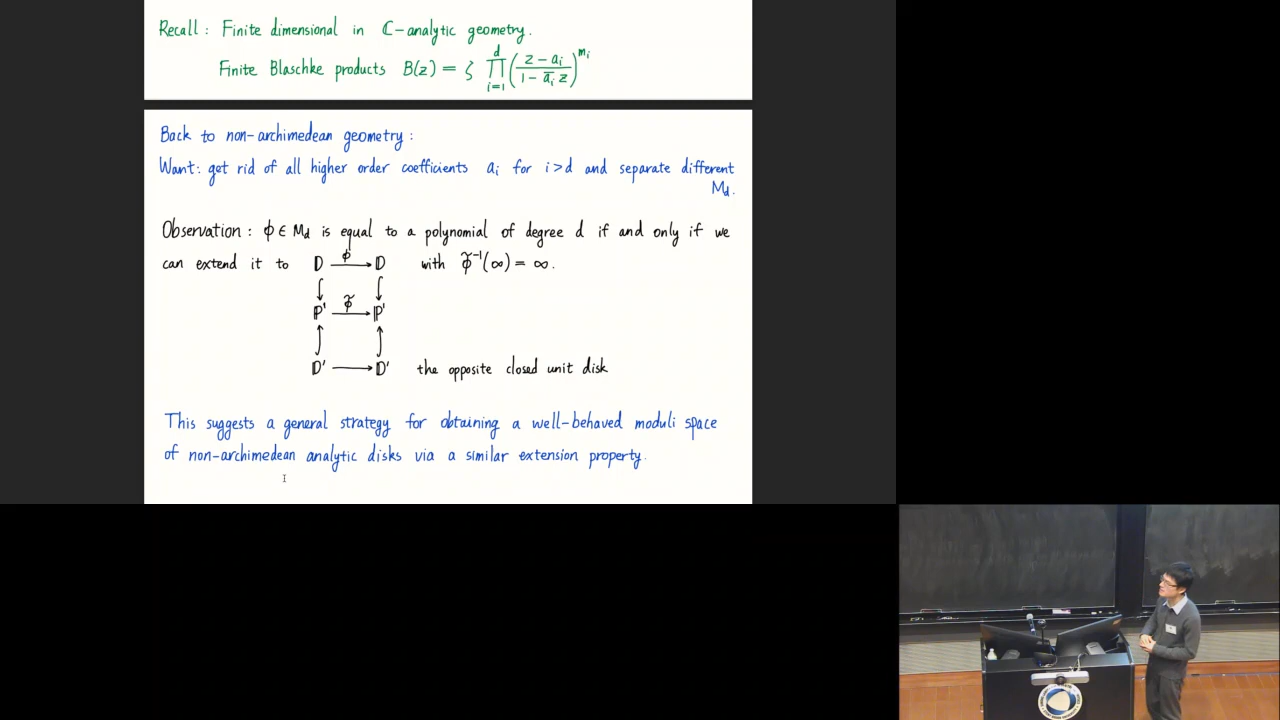 Recall: Finite dimensional in ℂ-analytic geometry.
Finite Blaschke products B(z) = ζ ∏_{i=1}^{d} ( (z − a_i) / (1 − \overline{a_i} z) )^{m_i}
Back to non-archimedean geometry:
Want: get rid of all higher order coefficients a_i for i>d and separate different
M_d.
Observation: ϕ ∈ M_d is equal to a polynomial of degree d if and only if we
can extend it to 𝔻 —ϕ→ 𝔻 with ϕ̃⁻¹(∞) = ∞.
ℙ¹ —ϕ̃→ ℙ¹
𝔻' → 𝔻' the opposite closed unit disk
This suggests a general strategy for obtaining a well-behaved moduli space
of non-archimedean analytic disks via a similar extension property.